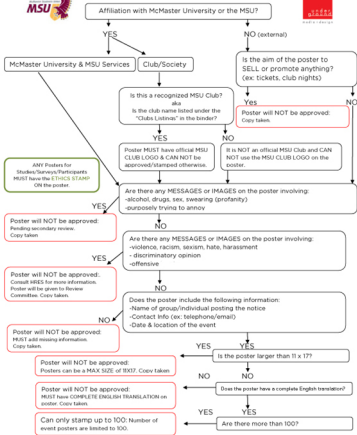 MSU
Affiliation with McMaster University or the MSU?
YES
NO (external)
McMaster University & MSU Services
Club/Society
Is the aim of the poster to
SELL or promote anything?
(ex: tickets, club nights)
Is this a recognized MSU Club?
aka
Is the club name listed under the
"Clubs Listings" in the binder?
Yes
NO
Poster will NOT be approved:
Copy taken.
YES
NO
Poster MUST have official MSU
CLUB LOGO & CAN NOT be
approved/stamped otherwise.
It is NOT an official MSU Club and CAN
NOT use the MSU CLUB LOGO on the
poster.
ANY Posters for
Studies/Surveys/Participants
MUST have the ETHICS STAMP
ON the poster.
Are there any MESSAGES or IMAGES on the poster involving:
-alcohol, drugs, sex, swearing (profanity)
-purposely trying to annoy
YES
NO
Poster will NOT be approved:
Pending secondary review.
Copy taken
Are there any MESSAGES or IMAGES on the poster involving:
-violence, racism, sexism, hate, harassment
- discriminatory opinion
-offensive
YES
NO
Poster will NOT be approved:.
Consult HRES for more information.
Poster will be given to Review
Committee. Copy taken.
Does the poster include the following information:
-Name of group/individual posting the notice
-Contact Info (ex: telephone/email)
-Date & location of the event
NO
Poster will NOT be approved:
MUST add missing information.
Copy taken.
YES
YES
Is the poster larger than 11 x 17?
Poster will NOT be approved:
Posters can be a MAX SIZE of 11X17. Copy taken
NO
NO
Poster will NOT be approved:
MUST have COMPLETE ENGLISH TRANSLATION on
poster. Copy taken.
Does the poster have a complete English translation?
YES
YES
Can only stamp up to 100: Number of
event posters are limited to 100.
Are there more than 100?